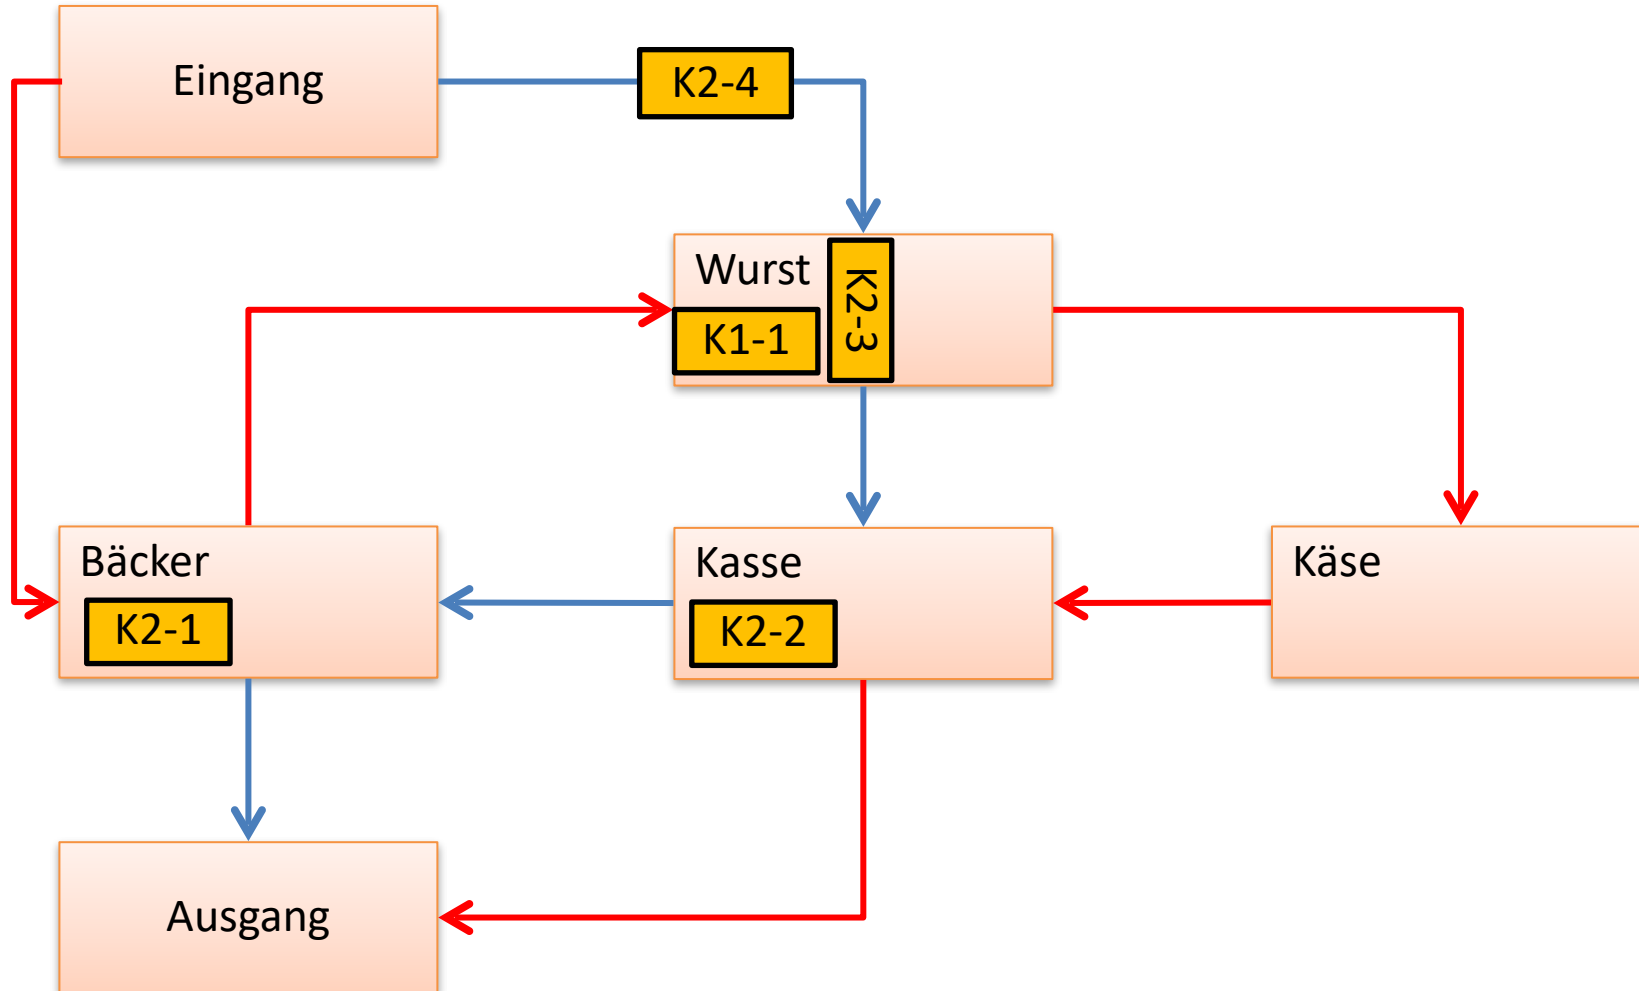 Eingang
K2-4
Wurst
K2-3
K1-1
Bäcker
K2-1
Kasse
K2-2
Käse
Ausgang